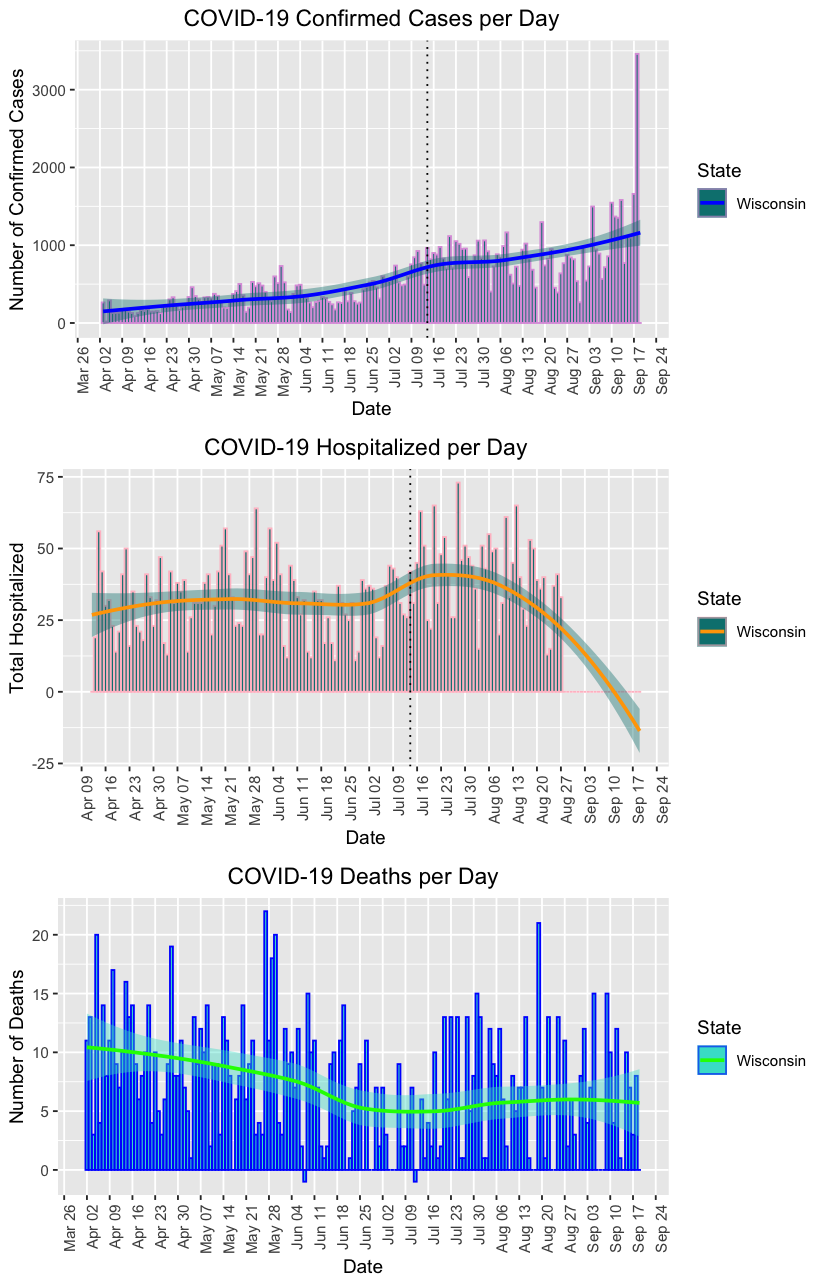 COVID-19 Confirmed Cases per Day
Number of Confirmed Cases
3000
2000
1000
0
Mar 26 Apr 02 Apr 09 Apr 16 Apr 23 Apr 30 May 07 May 14 May 21 May 28 Jun 04 Jun 11 Jun 18 Jun 25 Jul 02 Jul 09 Jul 16 Jul 23 Jul 30 Aug 06 Aug 13 Aug 20 Aug 27 Sep 03 Sep 10 Sep 17 Sep 24
Date
State
Wisconsin
COVID-19 Hospitalized per Day
Total Hospitalized
75
50
25
0
-25
Apr 09 Apr 16 Apr 23 Apr 30 May 07 May 14 May 21 May 28 Jun 04 Jun 11 Jun 18 Jun 25 Jul 02 Jul 09 Jul 16 Jul 23 Jul 30 Aug 06 Aug 13 Aug 20 Aug 27 Sep 03 Sep 10 Sep 17 Sep 24
Date
State
Wisconsin
COVID-19 Deaths per Day
Number of Deaths
20
15
10
5
0
Mar 26 Apr 02 Apr 09 Apr 16 Apr 23 Apr 30 May 07 May 14 May 21 May 28 Jun 04 Jun 11 Jun 18 Jun 25 Jul 02 Jul 09 Jul 16 Jul 23 Jul 30 Aug 06 Aug 13 Aug 20 Aug 27 Sep 03 Sep 10 Sep 17 Sep 24
Date
State
Wisconsin